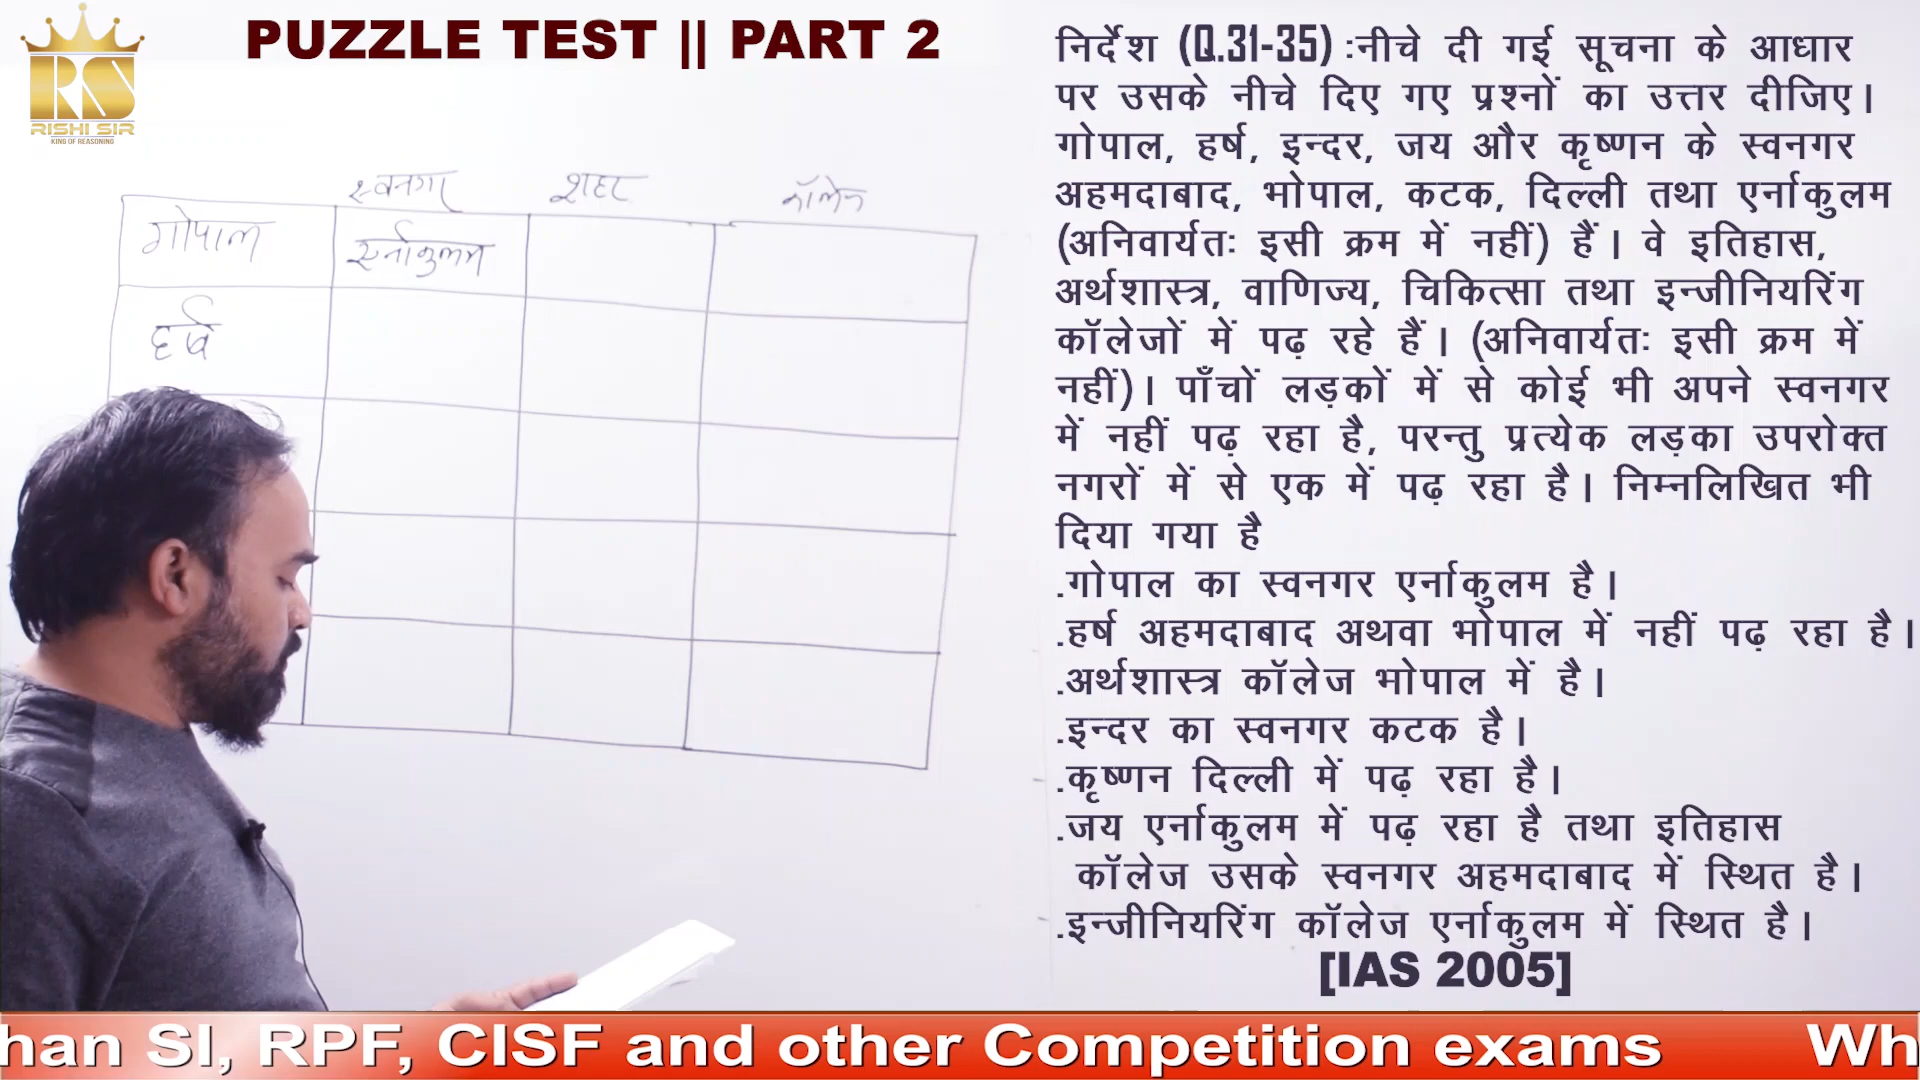 RS
RISHI SIR
KING OF REASONING
PUZZLE TEST || PART 2
स्वनगर शहर कॉलेज
गोपाल एर्नाकुलम
हर्ष
निर्देश (Q.31-35) :नीचे दी गई सूचना के आधार
पर उसके नीचे दिए गए प्रश्नों का उत्तर दीजिए।
गोपाल, हर्ष, इन्दर, जय और कृष्णन के स्वनगर
अहमदाबाद, भोपाल, कटक, दिल्ली तथा एर्नाकुलम
(अनिवार्यतः इसी क्रम में नहीं) हैं। वे इतिहास,
अर्थशास्त्र, वाणिज्य, चिकित्सा तथा इन्जीनियरिंग
कॉलेजों में पढ़ रहे हैं। (अनिवार्यतः इसी क्रम में
नहीं)। पाँचों लड़कों में से कोई भी अपने स्वनगर
में नहीं पढ़ रहा है, परन्तु प्रत्येक लड़का उपरोक्त
नगरों में से एक में पढ़ रहा है। निम्नलिखित भी
दिया गया है
.गोपाल का स्वनगर एर्नाकुलम है।
.हर्ष अहमदाबाद अथवा भोपाल में नहीं पढ़ रहा है।
.अर्थशास्त्र कॉलेज भोपाल में है।
.इन्दर का स्वनगर कटक है।
.कृष्णन दिल्ली में पढ़ रहा है।
.जय एर्नाकुलम में पढ़ रहा है तथा इतिहास
कॉलेज उसके स्वनगर अहमदाबाद में स्थित है।
.इन्जीनियरिंग कॉलेज एर्नाकुलम में स्थित है।
[IAS 2005]
han SI, RPF, CISF and other Competition exams Wh